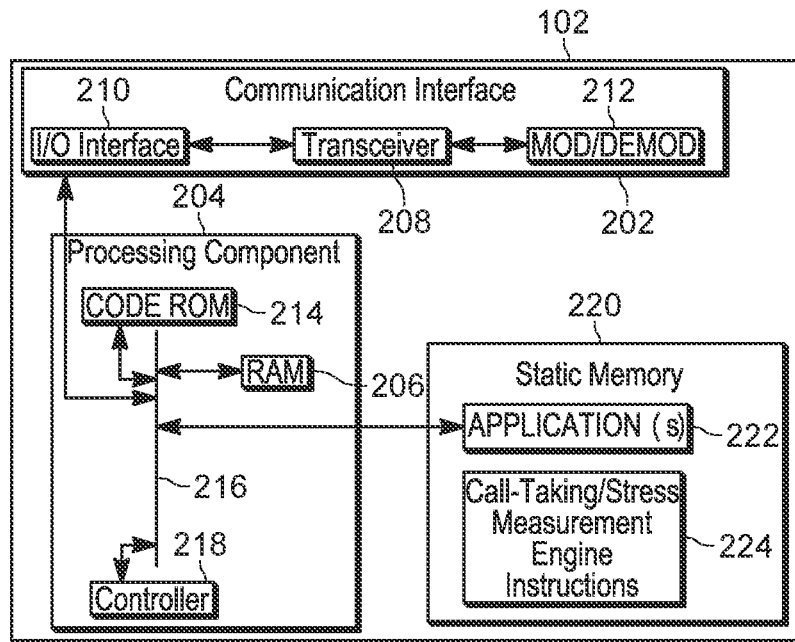 102
210
Communication Interface
212
I/O Interface
Transceiver
MOD/DEMOD
204
208
202
Processing Component
CODE ROM
214
220
RAM
206
Static Memory
APPLICATION (s)
222
216
Call-Taking/Stress
Measurement
Engine
Instructions
224
218
Controller